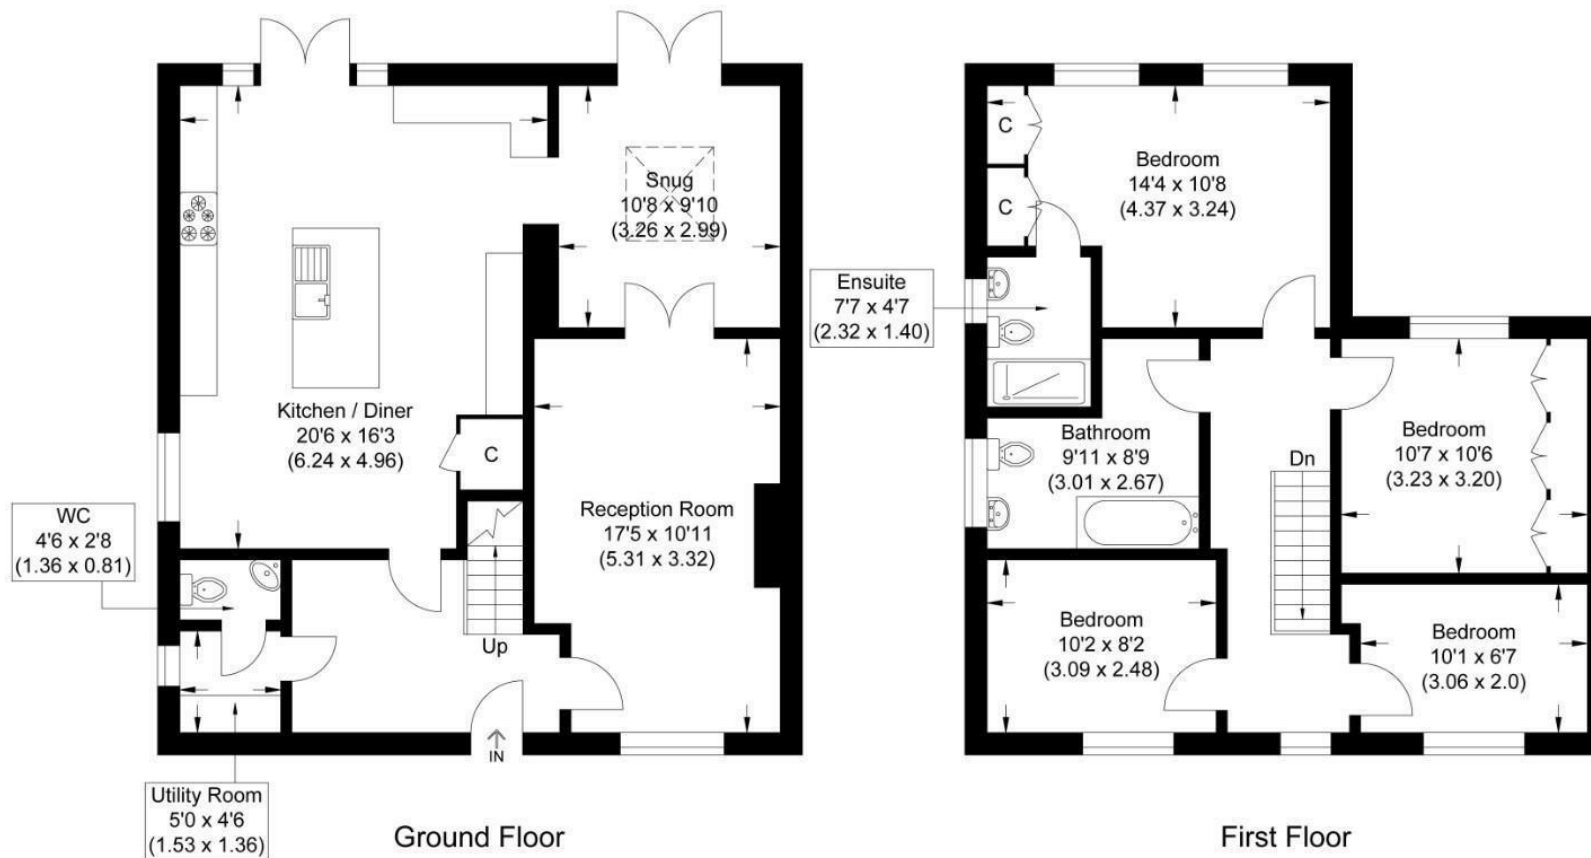 Snug
10'8 x 9'10
(3.26 x 2.99)
Kitchen / Diner
20'6 x 16'3
(6.24 x 4.96)
C
WC
4'6 x 2'8
(1.36 x 0.81)
Reception Room
17'5 x 10'11
(5.31 x 3.32)
Up
IN
Utility Room
5'0 x 4'6
(1.53 x 1.36)
Ground Floor
C
C
Bedroom
14'4 x 10'8
(4.37 x 3.24)
Ensuite
7'7 x 4'7
(2.32 x 1.40)
Bathroom
9'11 x 8'9
(3.01 x 2.67)
Dn
Bedroom
10'7 x 10'6
(3.23 x 3.20)
Bedroom
10'2 x 8'2
(3.09 x 2.48)
Bedroom
10'1 x 6'7
(3.06 x 2.0)
First Floor